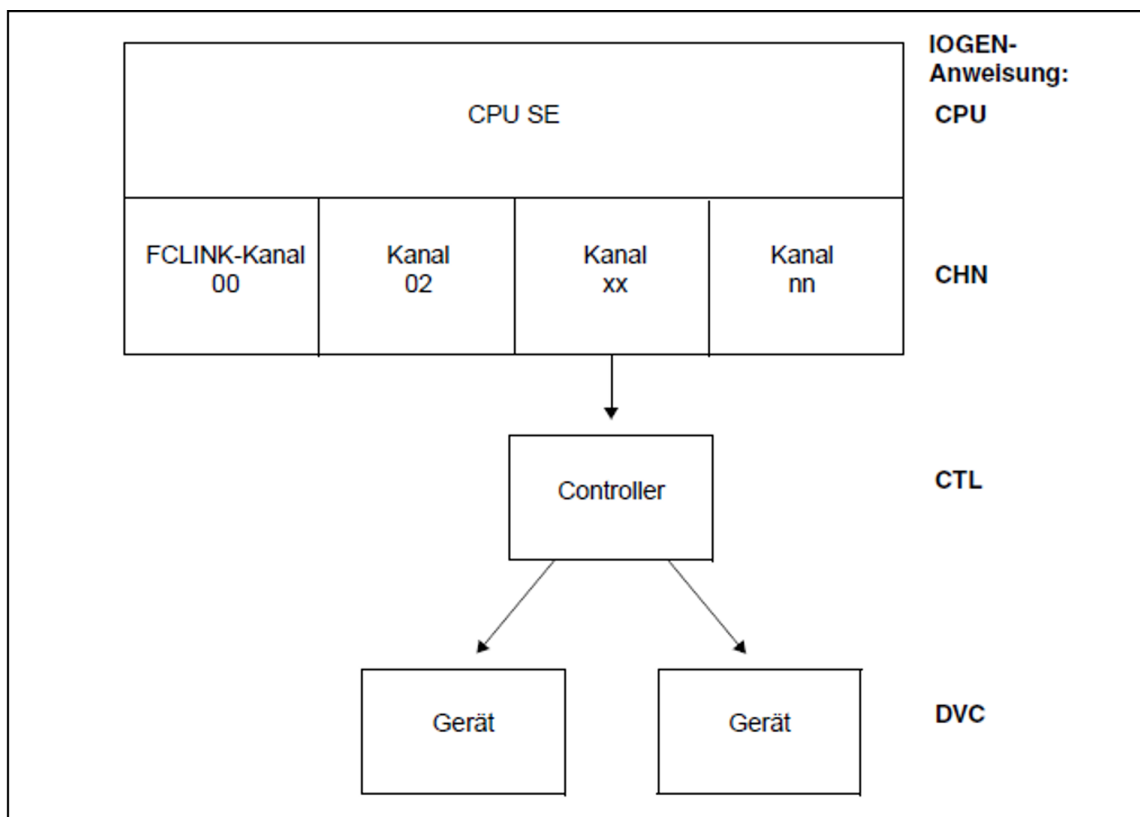 IOGEN-
Anweisung:
CPU SE
CPU
FCLINK-Kanal
00
Kanal
02
Kanal
xx
Kanal
nn
CHN
Controller
CTL
Gerät
Gerät
DVC